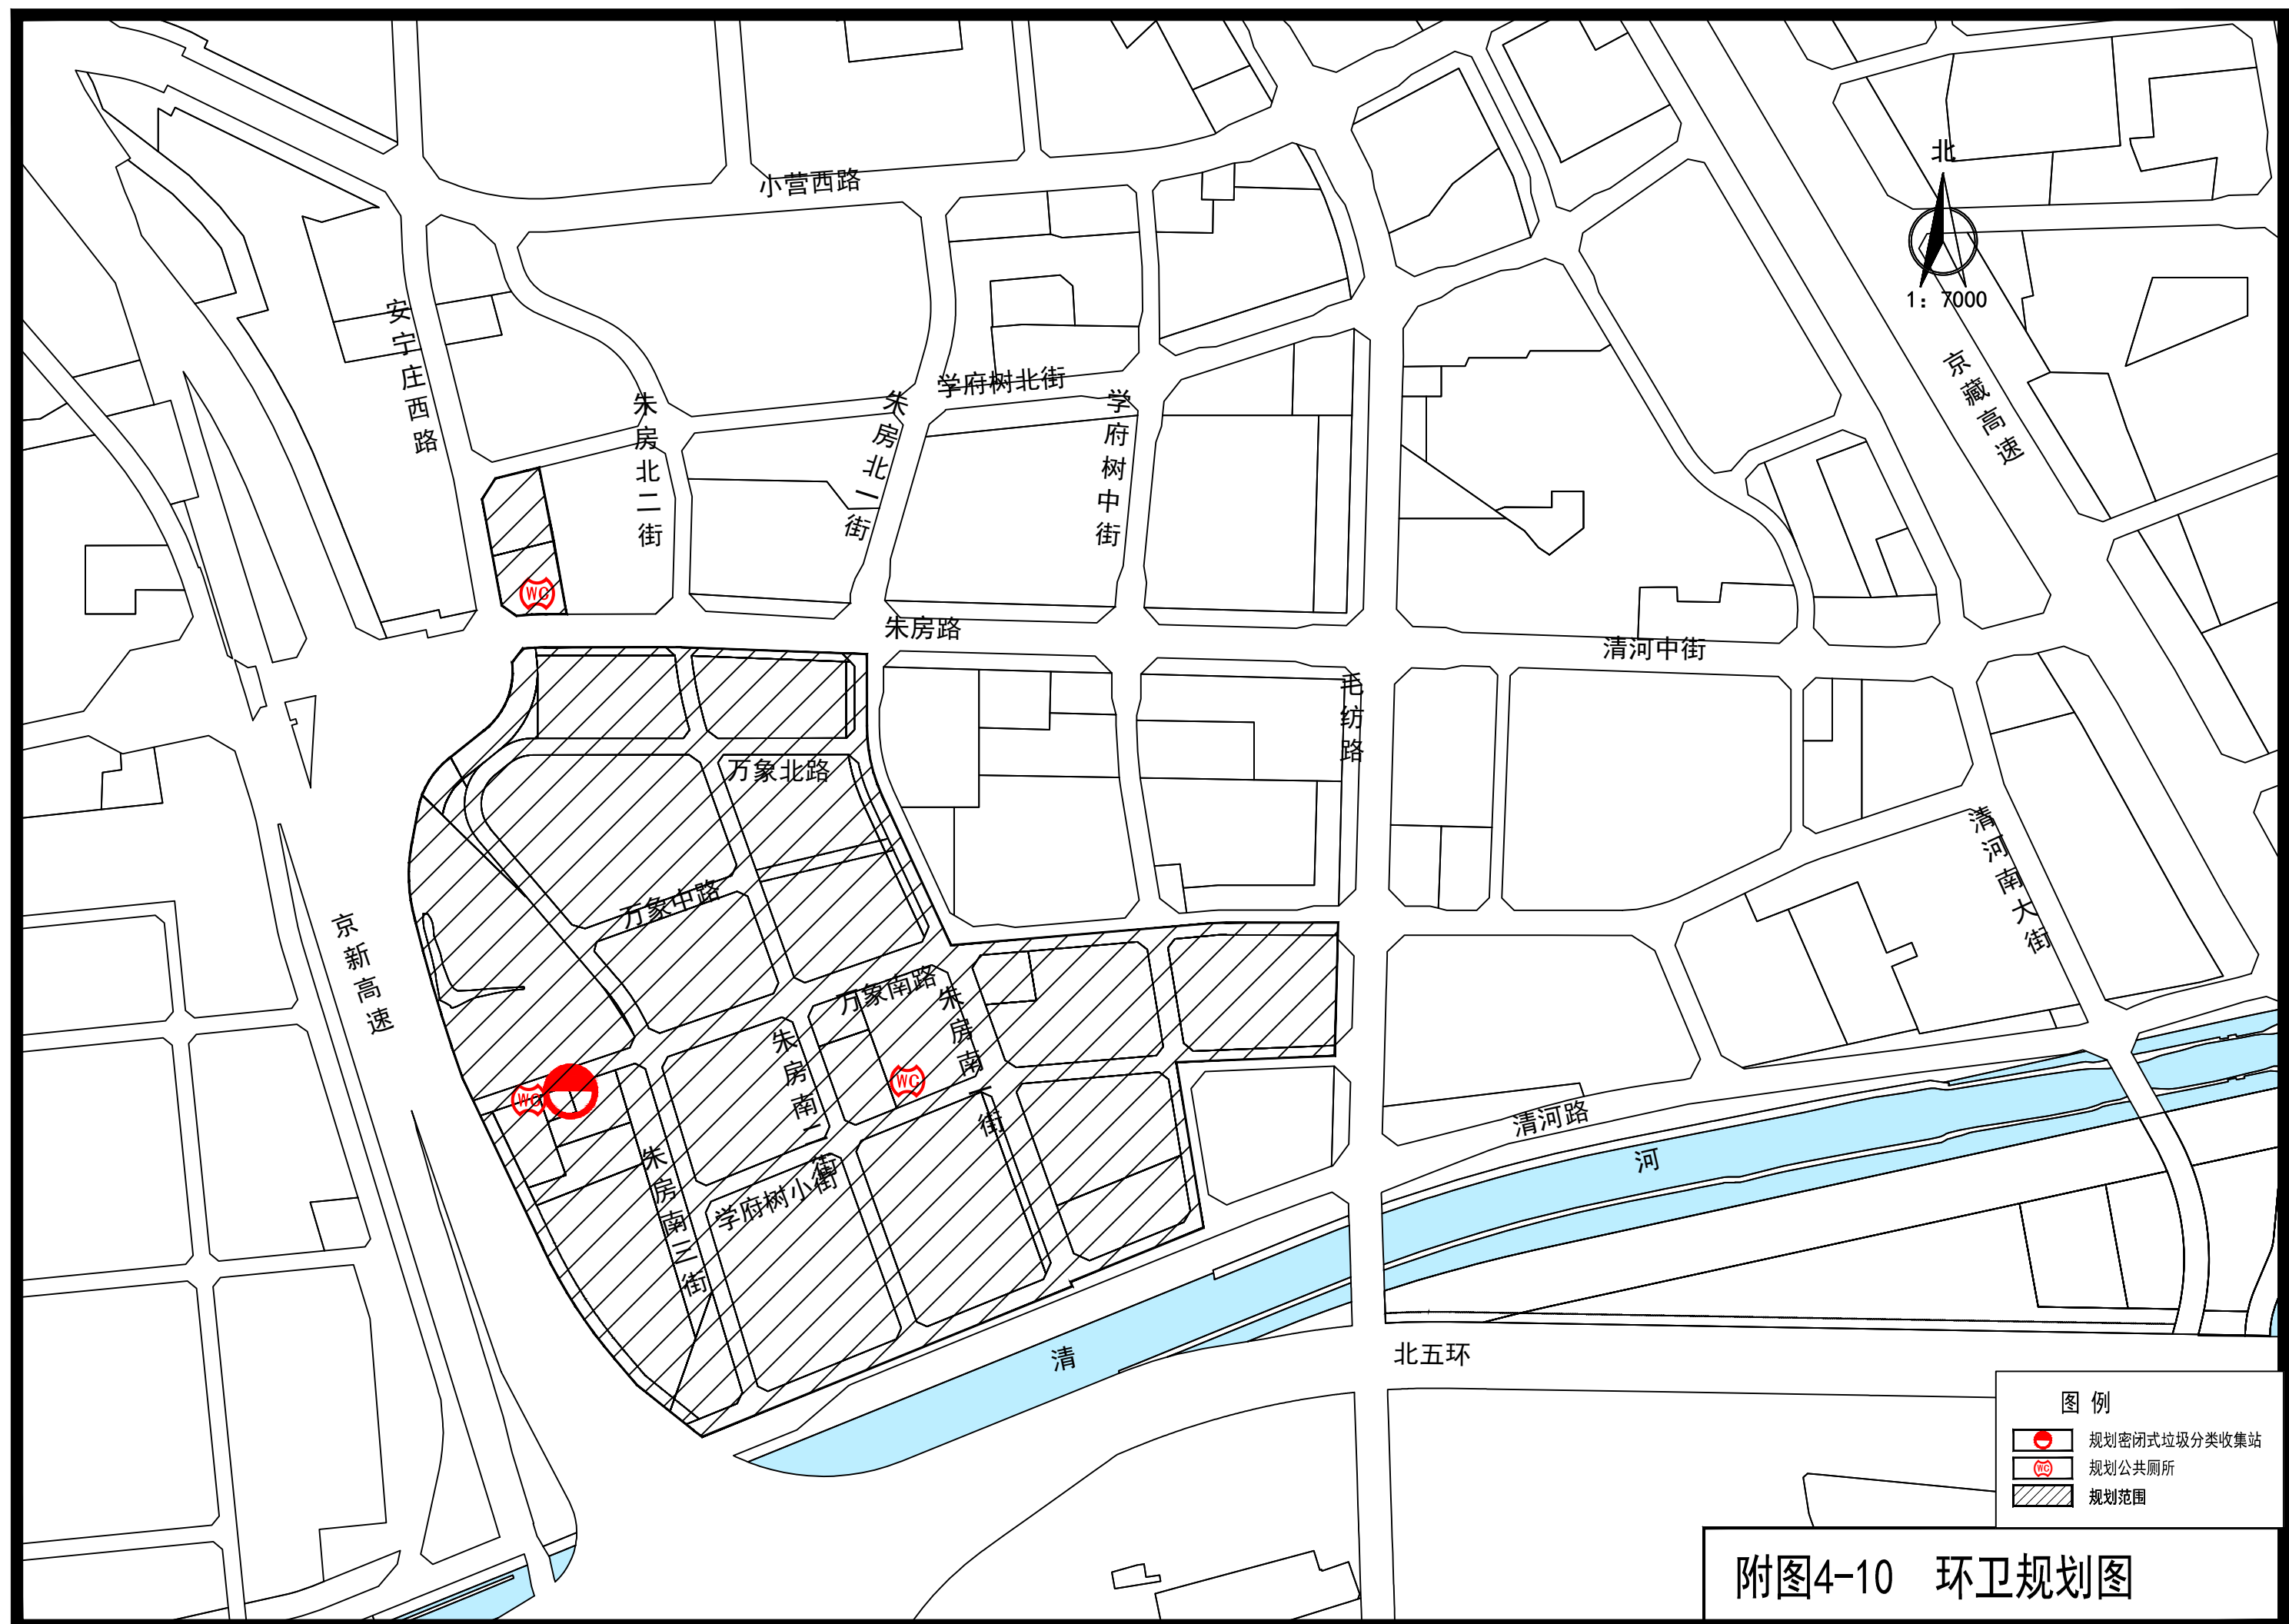 小营西路
北
1：7000
安宁庄西路
朱房北二街
朱房北一街
学府树北街
学府树中街
京藏高速
WC
朱房路
清河中街
毛纺路
万象北路
清河南大街
万象中路
京新高速
万象南路
朱房南一街
朱房南二街
WC
WC
朱房南三街
学府树小街
清河路
河
清
北五环
图 例
规划密闭式垃圾分类收集站
WC 规划公共厕所
规划范围
附图4-10 环卫规划图